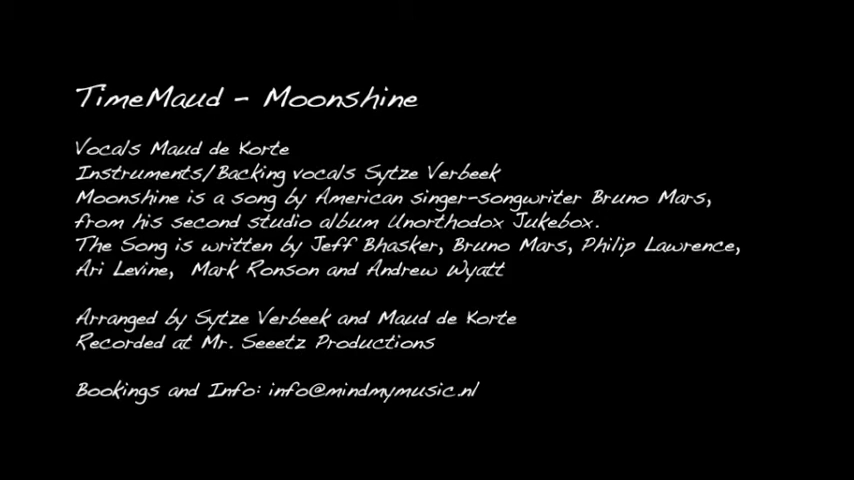 TimeMaud - Moonshine
Vocals Maud de Korte
Instruments/Backing vocals Sytze Verbeek
Moonshine is a song by American singer-songwriter Bruno Mars,
from his second studio album Unorthodox Jukebox.
The Song is written by Jeff Bhasker, Bruno Mars, Philip Lawrence,
Ari Levine, Mark Ronson and Andrew Wyatt
Arranged by Sytze Verbeek and Maud de Korte
Recorded at Mr. Seeetz Productions
Bookings and Info: info@mindmymusic.nl